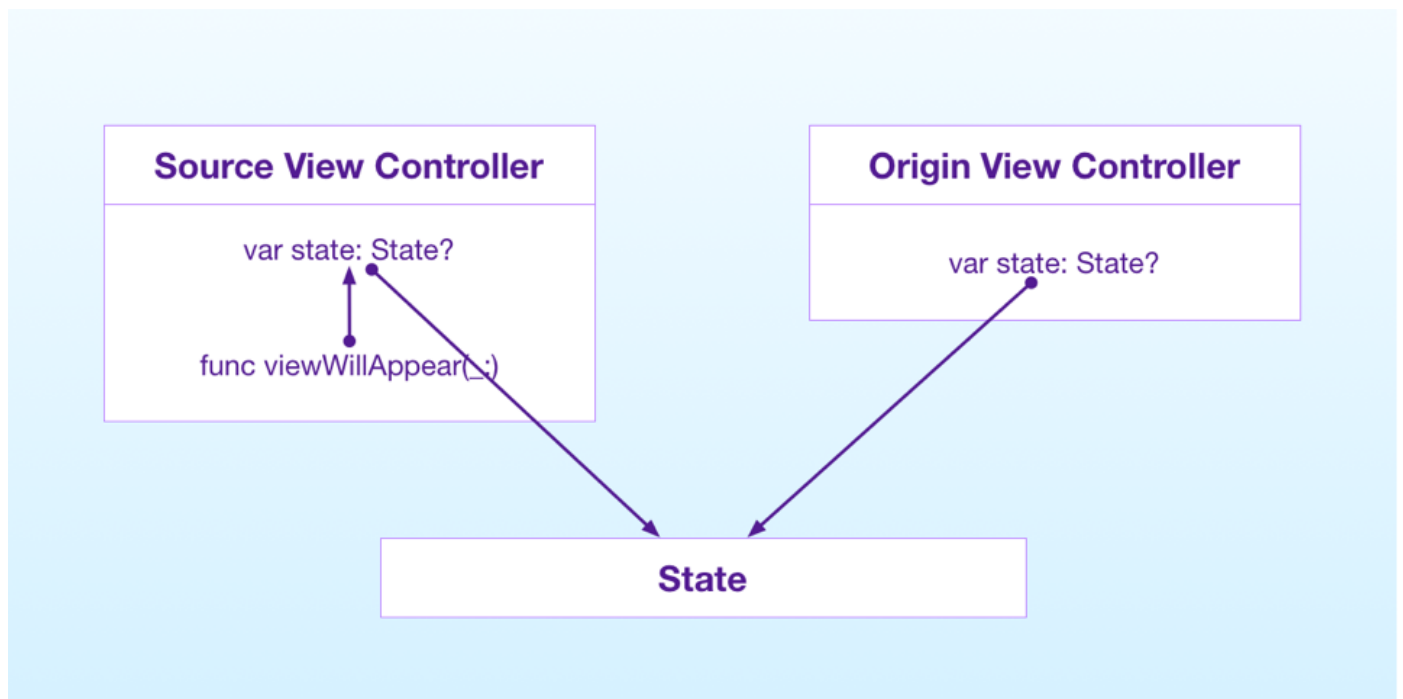 Source View Controller
var state: State?
func viewWillAppear(_:)
Origin View Controller
var state: State?
State